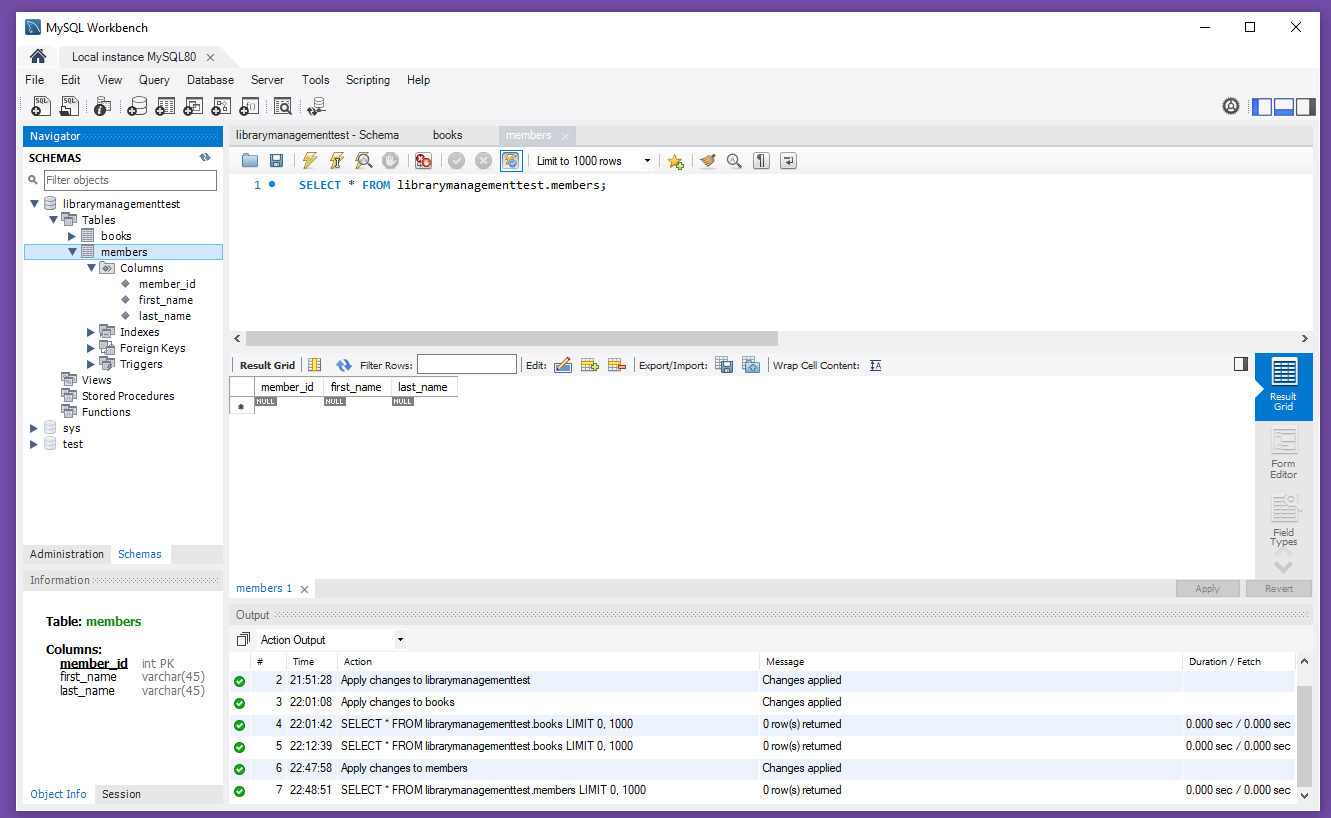 MySQL Workbench
Local instance MySQL80
File Edit View Query Database Server Tools Scripting Help
Navigator
SCHEMAS
Filter objects
librarymanagementtest
Tables
books
members
Columns
member_id
first_name
last_name
Indexes
Foreign Keys
Triggers
Views
Stored Procedures
Functions
sys
test
Administration Schemas
Information
Table: members
Columns:
member_id int PK
first_name varchar(45)
last_name varchar(45)
Object Info Session
librarymanagementtest - Schema books members
Limit to 1000 rows
1 SELECT * FROM librarymanagementtest.members;
Result Grid Filter Rows: Edit: Export/Import: Wrap Cell Content:
member_id first_name last_name
NULL NULL NULL
Result
Grid
Form
Editor
Field
Types
members 1 Apply Revert
Output
Action Output
# Time Action Message Duration / Fetch
2 21:51:28 Apply changes to librarymanagementtest Changes applied
3 22:01:08 Apply changes to books Changes applied
4 22:01:42 SELECT * FROM librarymanagementtest.books LIMIT 0, 1000 0 row(s) returned 0.000 sec / 0.000 sec
5 22:12:39 SELECT * FROM librarymanagementtest.books LIMIT 0, 1000 0 row(s) returned 0.000 sec / 0.000 sec
6 22:47:58 Apply changes to members Changes applied
7 22:48:51 SELECT * FROM librarymanagementtest.members LIMIT 0, 1000 0 row(s) returned 0.000 sec / 0.000 sec